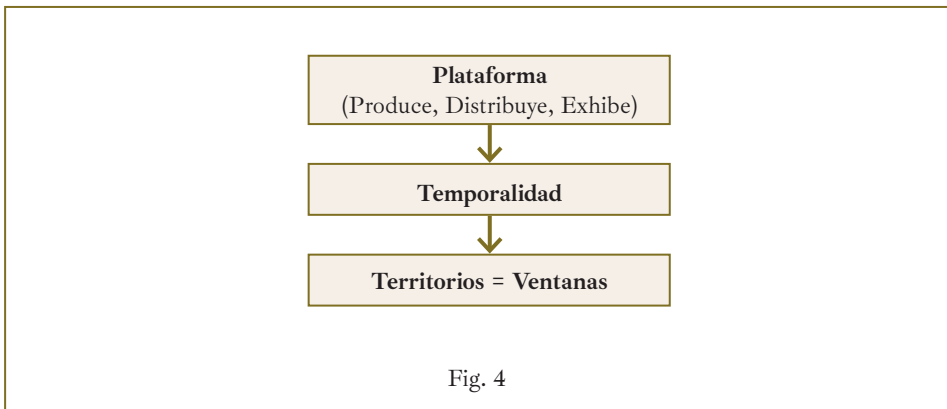 Plataforma
(Produce, Distribuye, Exhibe)
Temporalidad
Territorios = Ventanas
Fig. 4